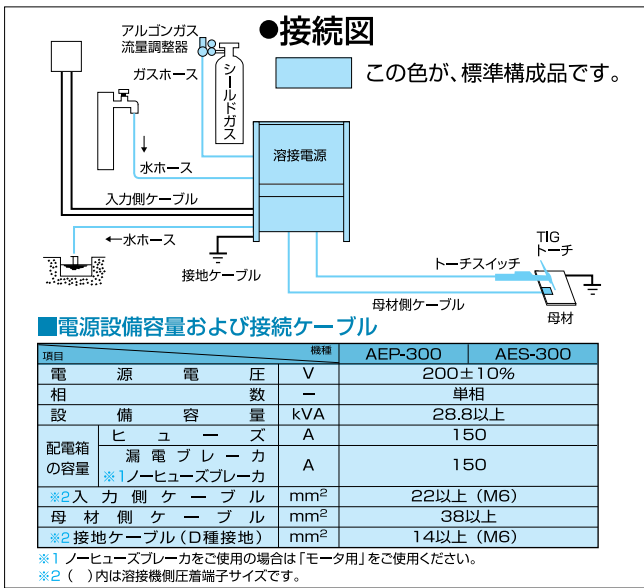 ●接続図
この色が、標準構成品です。
アルゴンガス
流量調整器
ガスホース
シールドガス
溶接電源
水ホース
入力側ケーブル
←水ホース
接地ケーブル
TIG
トーチ
トーチスイッチ
母材側ケーブル
母材
■電源設備容量および接続ケーブル
項目 機種 AEP-300 AES-300
電源電圧 V 200±10%
相数 － 単相
設備容量 kVA 28.8以上
配電箱の容量 ヒューズ A 150
漏電ブレーカ
※1ノーヒューズブレーカ A 150
※2入力側ケーブル mm² 22以上（M6）
母材側ケーブル mm² 38以上
※2接地ケーブル（D種接地） mm² 14以上（M6）
※1 ノーヒューズブレーカをご使用の場合は「モータ用」をご使用ください。
※2（　）内は溶接機側圧着端子サイズです。